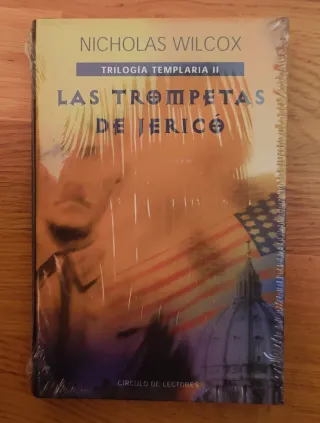 NICHOLAS WILCOX
TRILOGÍA TEMPLARIA II
LAS TROMPETAS
DE JERICÓ
CÍRCULO DE LECTORES